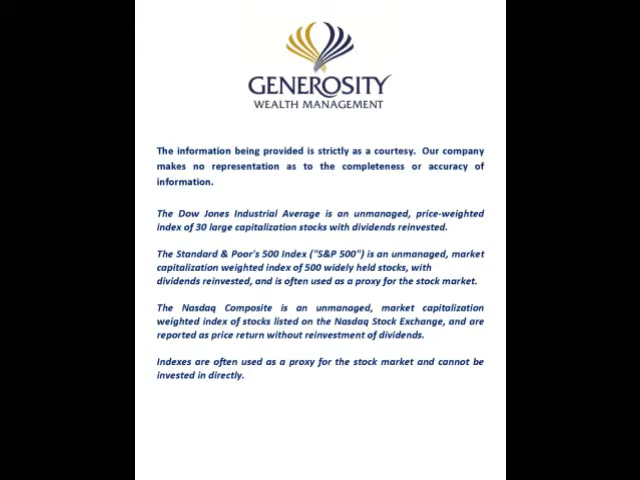 GENEROSITY
WEALTH MANAGEMENT
The information being provided is strictly as a courtesy. Our company
makes no representation as to the completeness or accuracy of
information.
The Dow Jones Industrial Average is an unmanaged, price-weighted
index of 30 large capitalization stocks with dividends reinvested.
The Standard & Poor's 500 Index ("S&P 500") is an unmanaged, market
capitalization weighted index of 500 widely held stocks, with
dividends reinvested, and is often used as a proxy for the stock market.
The Nasdaq Composite is an unmanaged, market capitalization
weighted index of stocks listed on the Nasdaq Stock Exchange, and are
reported as price return without reinvestment of dividends.
Indexes are often used as a proxy for the stock market and cannot be
invested in directly.